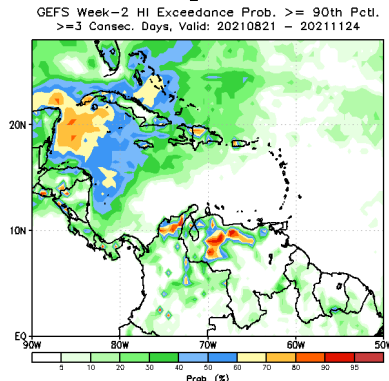 GEFS Week-2 HI Exceedance Prob. >= 90th Pctl.
>=3 Consec. Days, Valid: 20210821 - 20211124
20N
10N
EQ
90W 80W 70W 60W 50W
5 10 20 30 40 50 60 70 80 90 95
Prob (%)